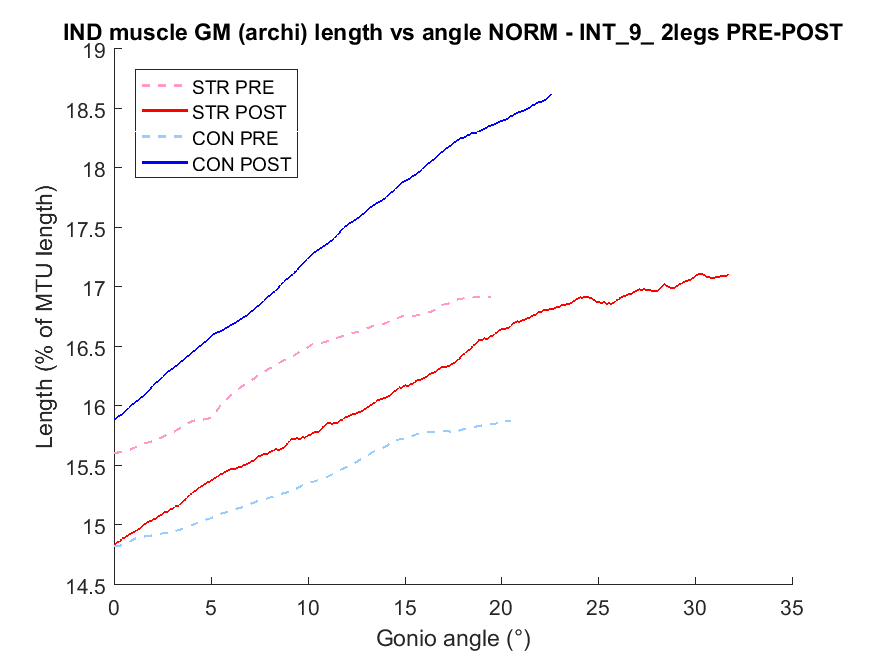 IND muscle GM (archi) length vs angle NORM - INT_9_ 2legs PRE-POST
19
18.5
18
17.5
17
16.5
16
15.5
15
14.5
Length (% of MTU length)
STR PRE
STR POST
CON PRE
CON POST
0 5 10 15 20 25 30 35
Gonio angle (°)